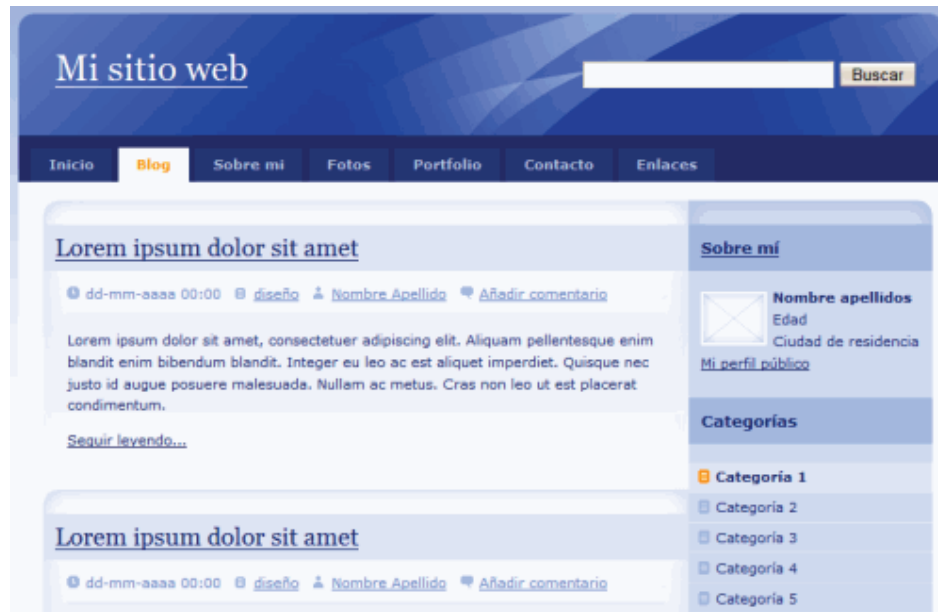 Mi sitio web
Buscar
Inicio Blog Sobre mi Fotos Portfolio Contacto Enlaces
Lorem ipsum dolor sit amet
dd-mm-aaaa 00:00 diseño Nombre Apellido Añadir comentario
Lorem ipsum dolor sit amet, consectetuer adipiscing elit. Aliquam pellentesque enim
blandit enim bibendum blandit. Integer eu leo ac est aliquet imperdiet. Quisque nec
justo id augue posuere malesuada. Nullam ac metus. Cras non leo ut est placerat
condimentum.
Seguir leyendo...
Lorem ipsum dolor sit amet
dd-mm-aaaa 00:00 diseño Nombre Apellido Añadir comentario
Sobre mí
Nombre apellidos
Edad
Ciudad de residencia
Mi perfil público
Categorías
Categoría 1
Categoría 2
Categoría 3
Categoría 4
Categoría 5